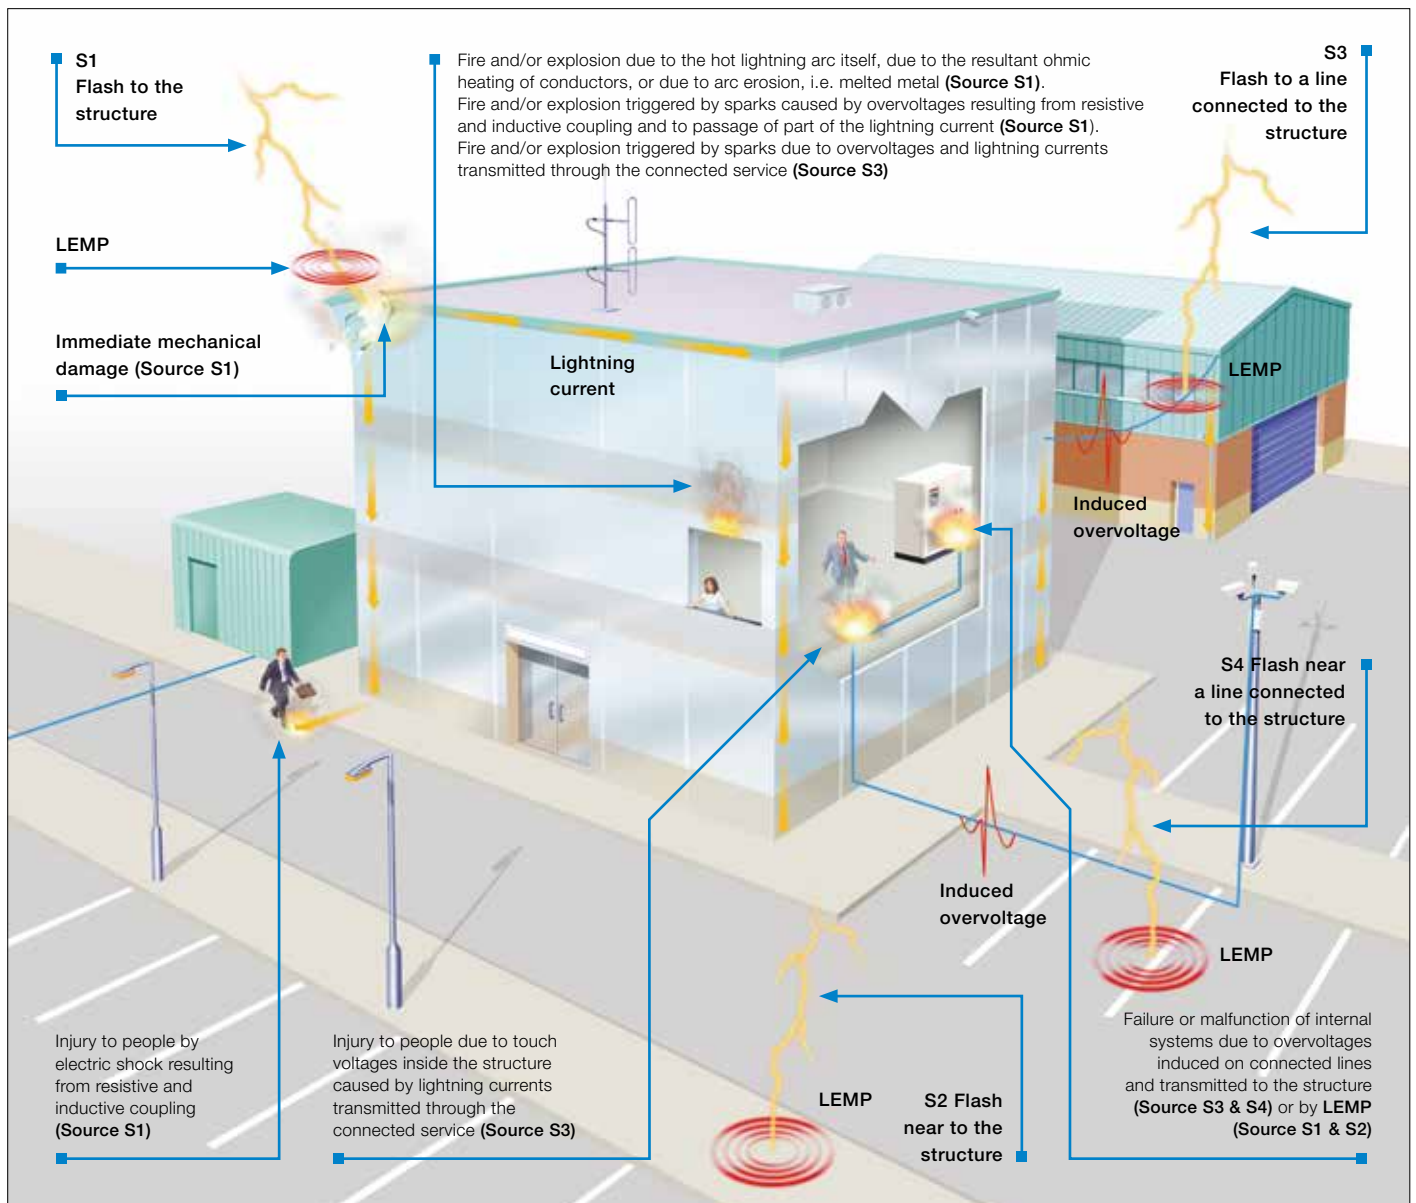 S1
Flash to the
structure
Fire and/or explosion due to the hot lightning arc itself, due to the resultant ohmic
heating of conductors, or due to arc erosion, i.e. melted metal (Source S1).
Fire and/or explosion triggered by sparks caused by overvoltages resulting from resistive
and inductive coupling and to passage of part of the lightning current (Source S1).
Fire and/or explosion triggered by sparks due to overvoltages and lightning currents
transmitted through the connected service (Source S3)
S3
Flash to a line
connected to the
structure
LEMP
Immediate mechanical
damage (Source S1)
Lightning
current
LEMP
Induced
overvoltage
S4 Flash near
a line connected
to the structure
Induced
overvoltage
LEMP
Injury to people by
electric shock resulting
from resistive and
inductive coupling
(Source S1)
Injury to people due to touch
voltages inside the structure
caused by lightning currents
transmitted through the
connected service (Source S3)
LEMP
S2 Flash
near to the
structure
Failure or malfunction of internal
systems due to overvoltages
induced on connected lines
and transmitted to the structure
(Source S3 & S4) or by LEMP
(Source S1 & S2)